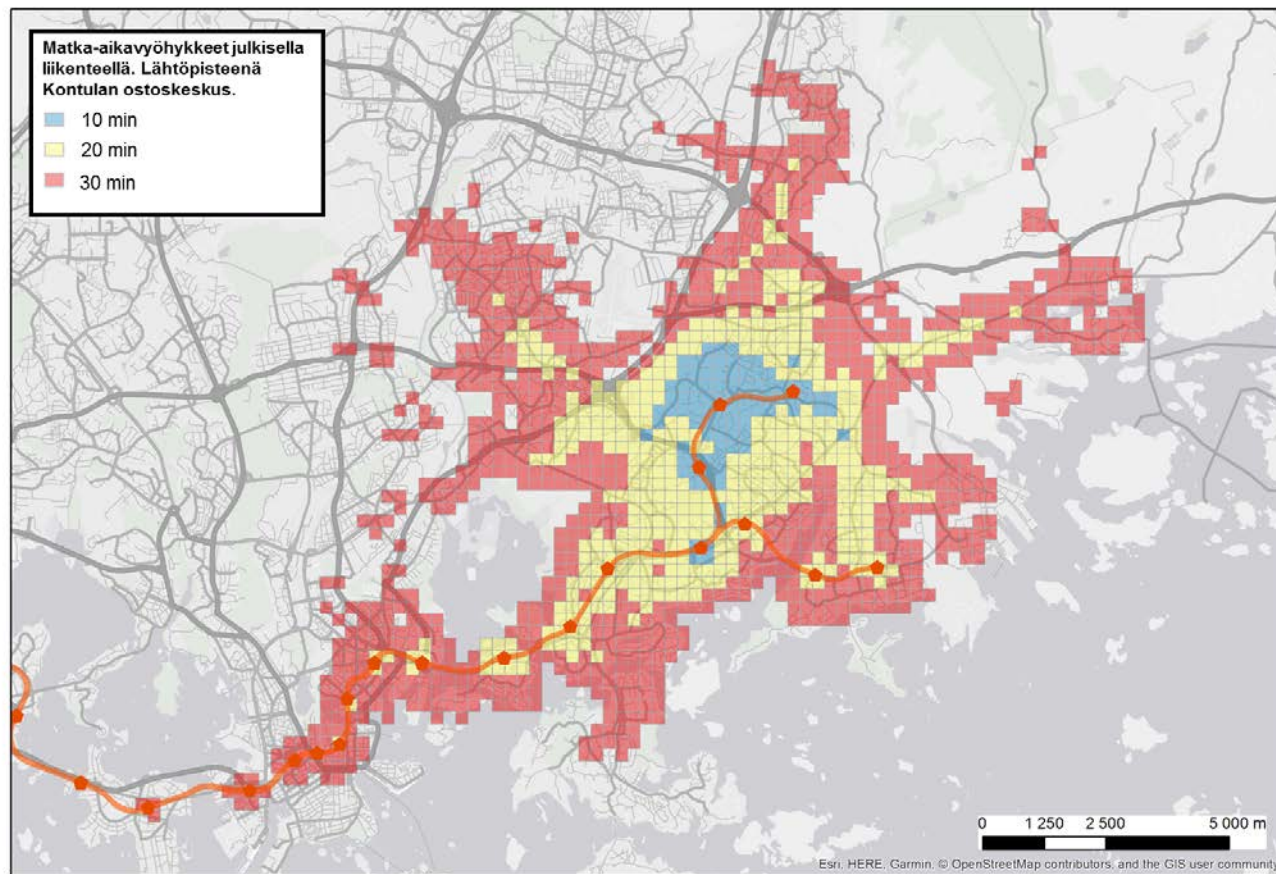 Matka-aikavyöhykkeet julkisella
liikenteellä. Lähtöpisteenä
Kontulan ostoskeskus.
10 min
20 min
30 min
0 1 250 2 500 5 000 m
Esri, HERE, Garmin, © OpenStreetMap contributors, and the GIS user community